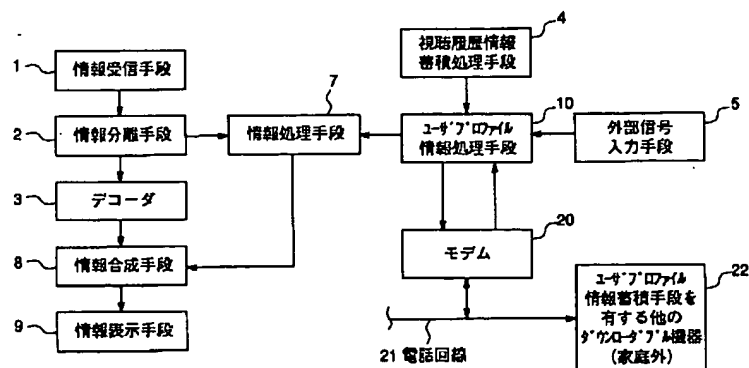 4
視聴履歴情報
蓄積処理手段
1
情報受信手段
7
10
5
2
情報分離手段
情報処理手段
ユーザプロファイル
情報処理手段
外部信号
入力手段
3
デコーダ
20
モデム
8
情報合成手段
22
ユーザプロファイル
情報蓄積手段を
有する他の
ダウンローダブル機器
(家庭外)
9
情報表示手段
21 電話回線